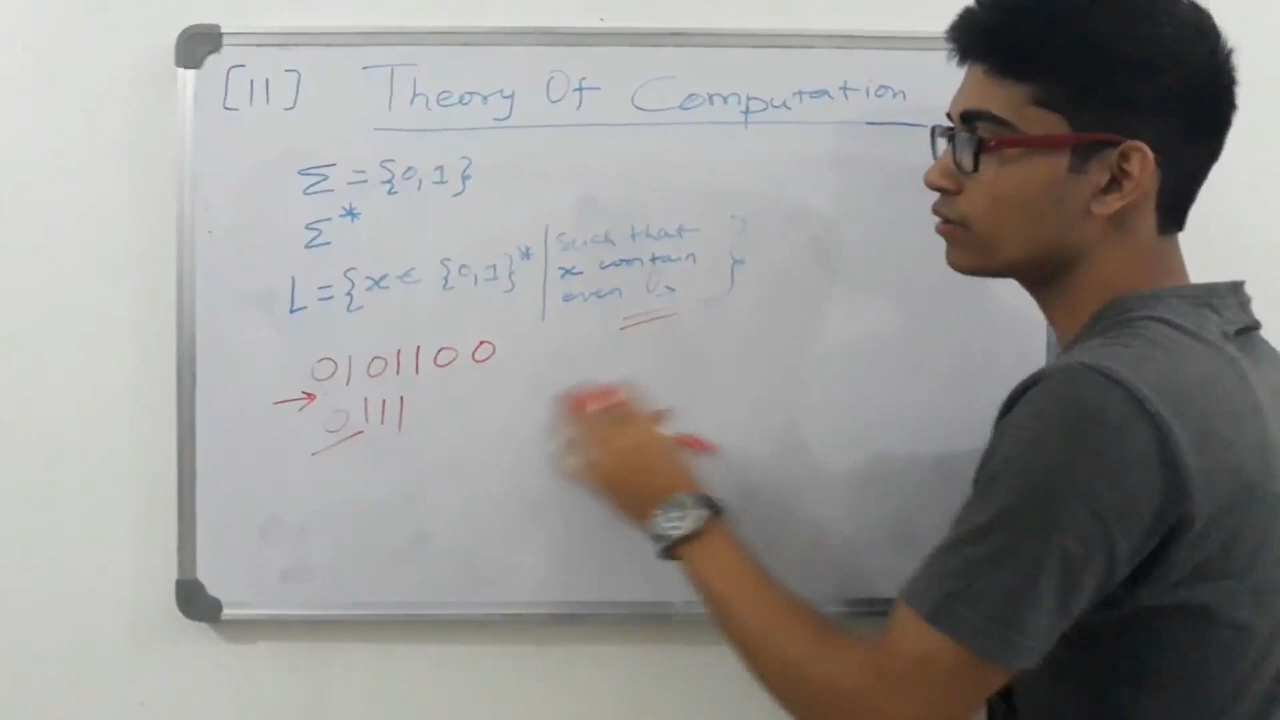 [11] Theory Of Computation
Σ = {0,1}
Σ*
L = {x ∈ {0,1}* | such that
x contain
even 0s }
0101100
→ 0111